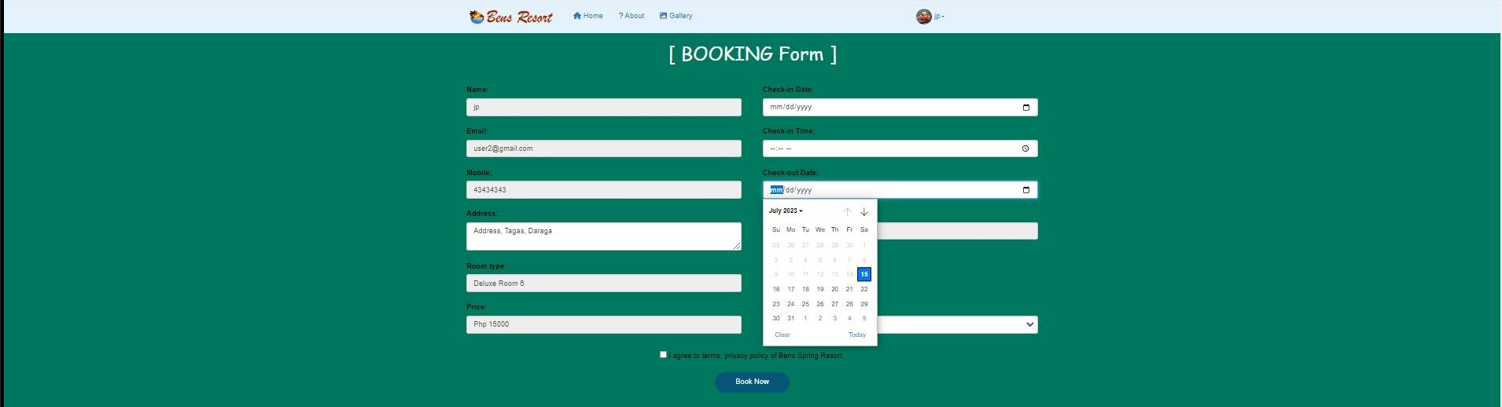 Bens Resort Home ? About Gallery jp
[ BOOKING Form ]
Name:
jp
Email:
user2@gmail.com
Mobile:
43434343
Address:
Address, Tagas, Daraga
Room type:
Deluxe Room 6
Price:
Php 15000
Check-in Date:
mm/dd/yyyy
Check-in Time:
--:-- --
Check-out Date:
mm/dd/yyyy
July 2023
Su Mo Tu We Th Fr Sa
25 26 27 28 29 30 1
2 3 4 5 6 7 8
9 10 11 12 13 14 15
16 17 18 19 20 21 22
23 24 25 26 27 28 29
30 31 1 2 3 4 5
Clear Today
I agree to terms, privacy policy of Bens Spring Resort.
Book Now